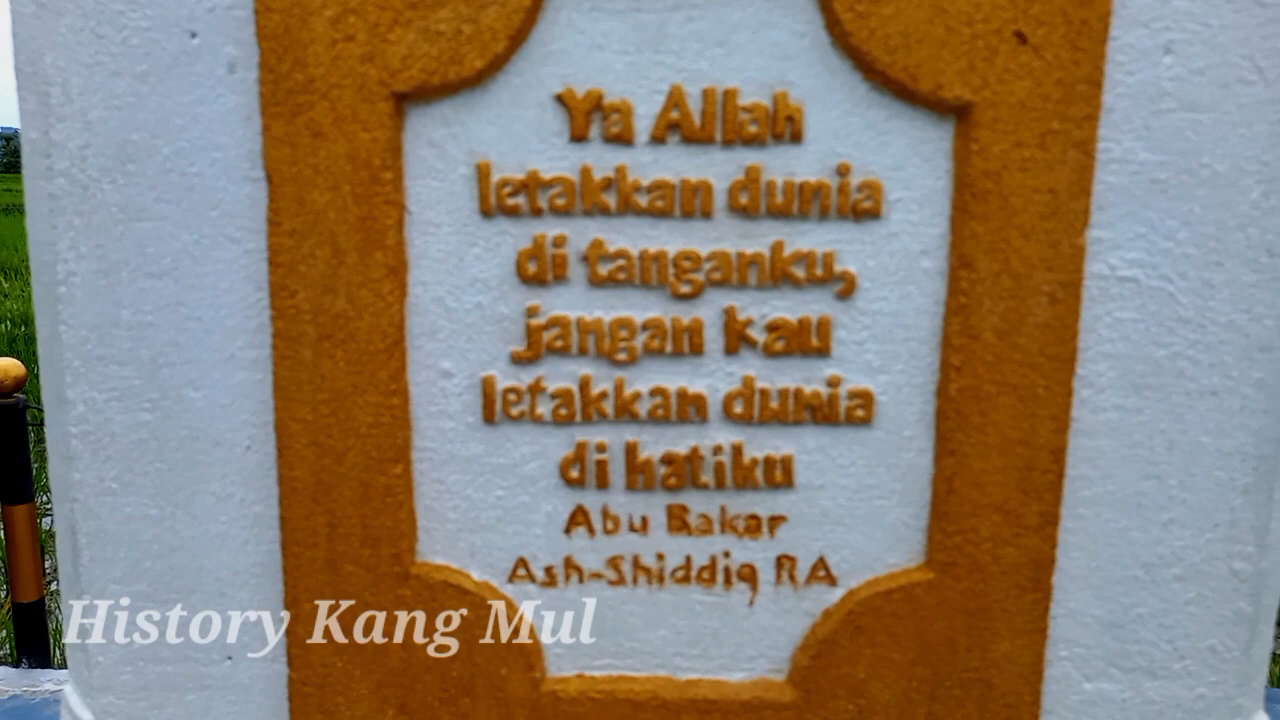 Ya Allah
letakkan dunia
di tanganku,
jangan kau
letakkan dunia
di hatiku
Abu Bakar
Ash-Shiddiq RA
History Kang Mul